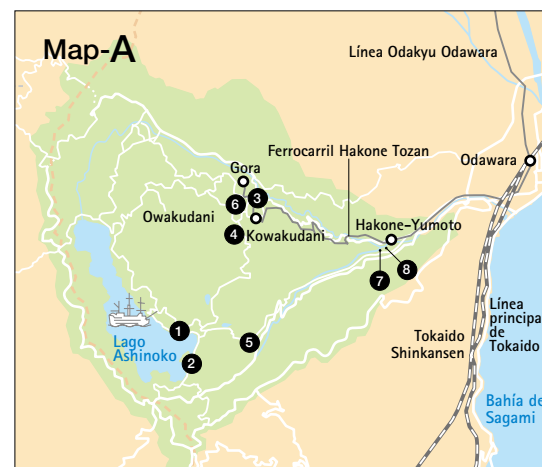 Map-A
Línea Odakyu Odawara
Ferrocarril Hakone Tozan
Odawara
Gora
6
3
Owakudani
4
Kowakudani
Hakone-Yumoto
7
8
1
Lago
Ashinoko
2
5
Tokaido
Shinkansen
Línea
principal
de
Tokaido
Bahía de
Sagami